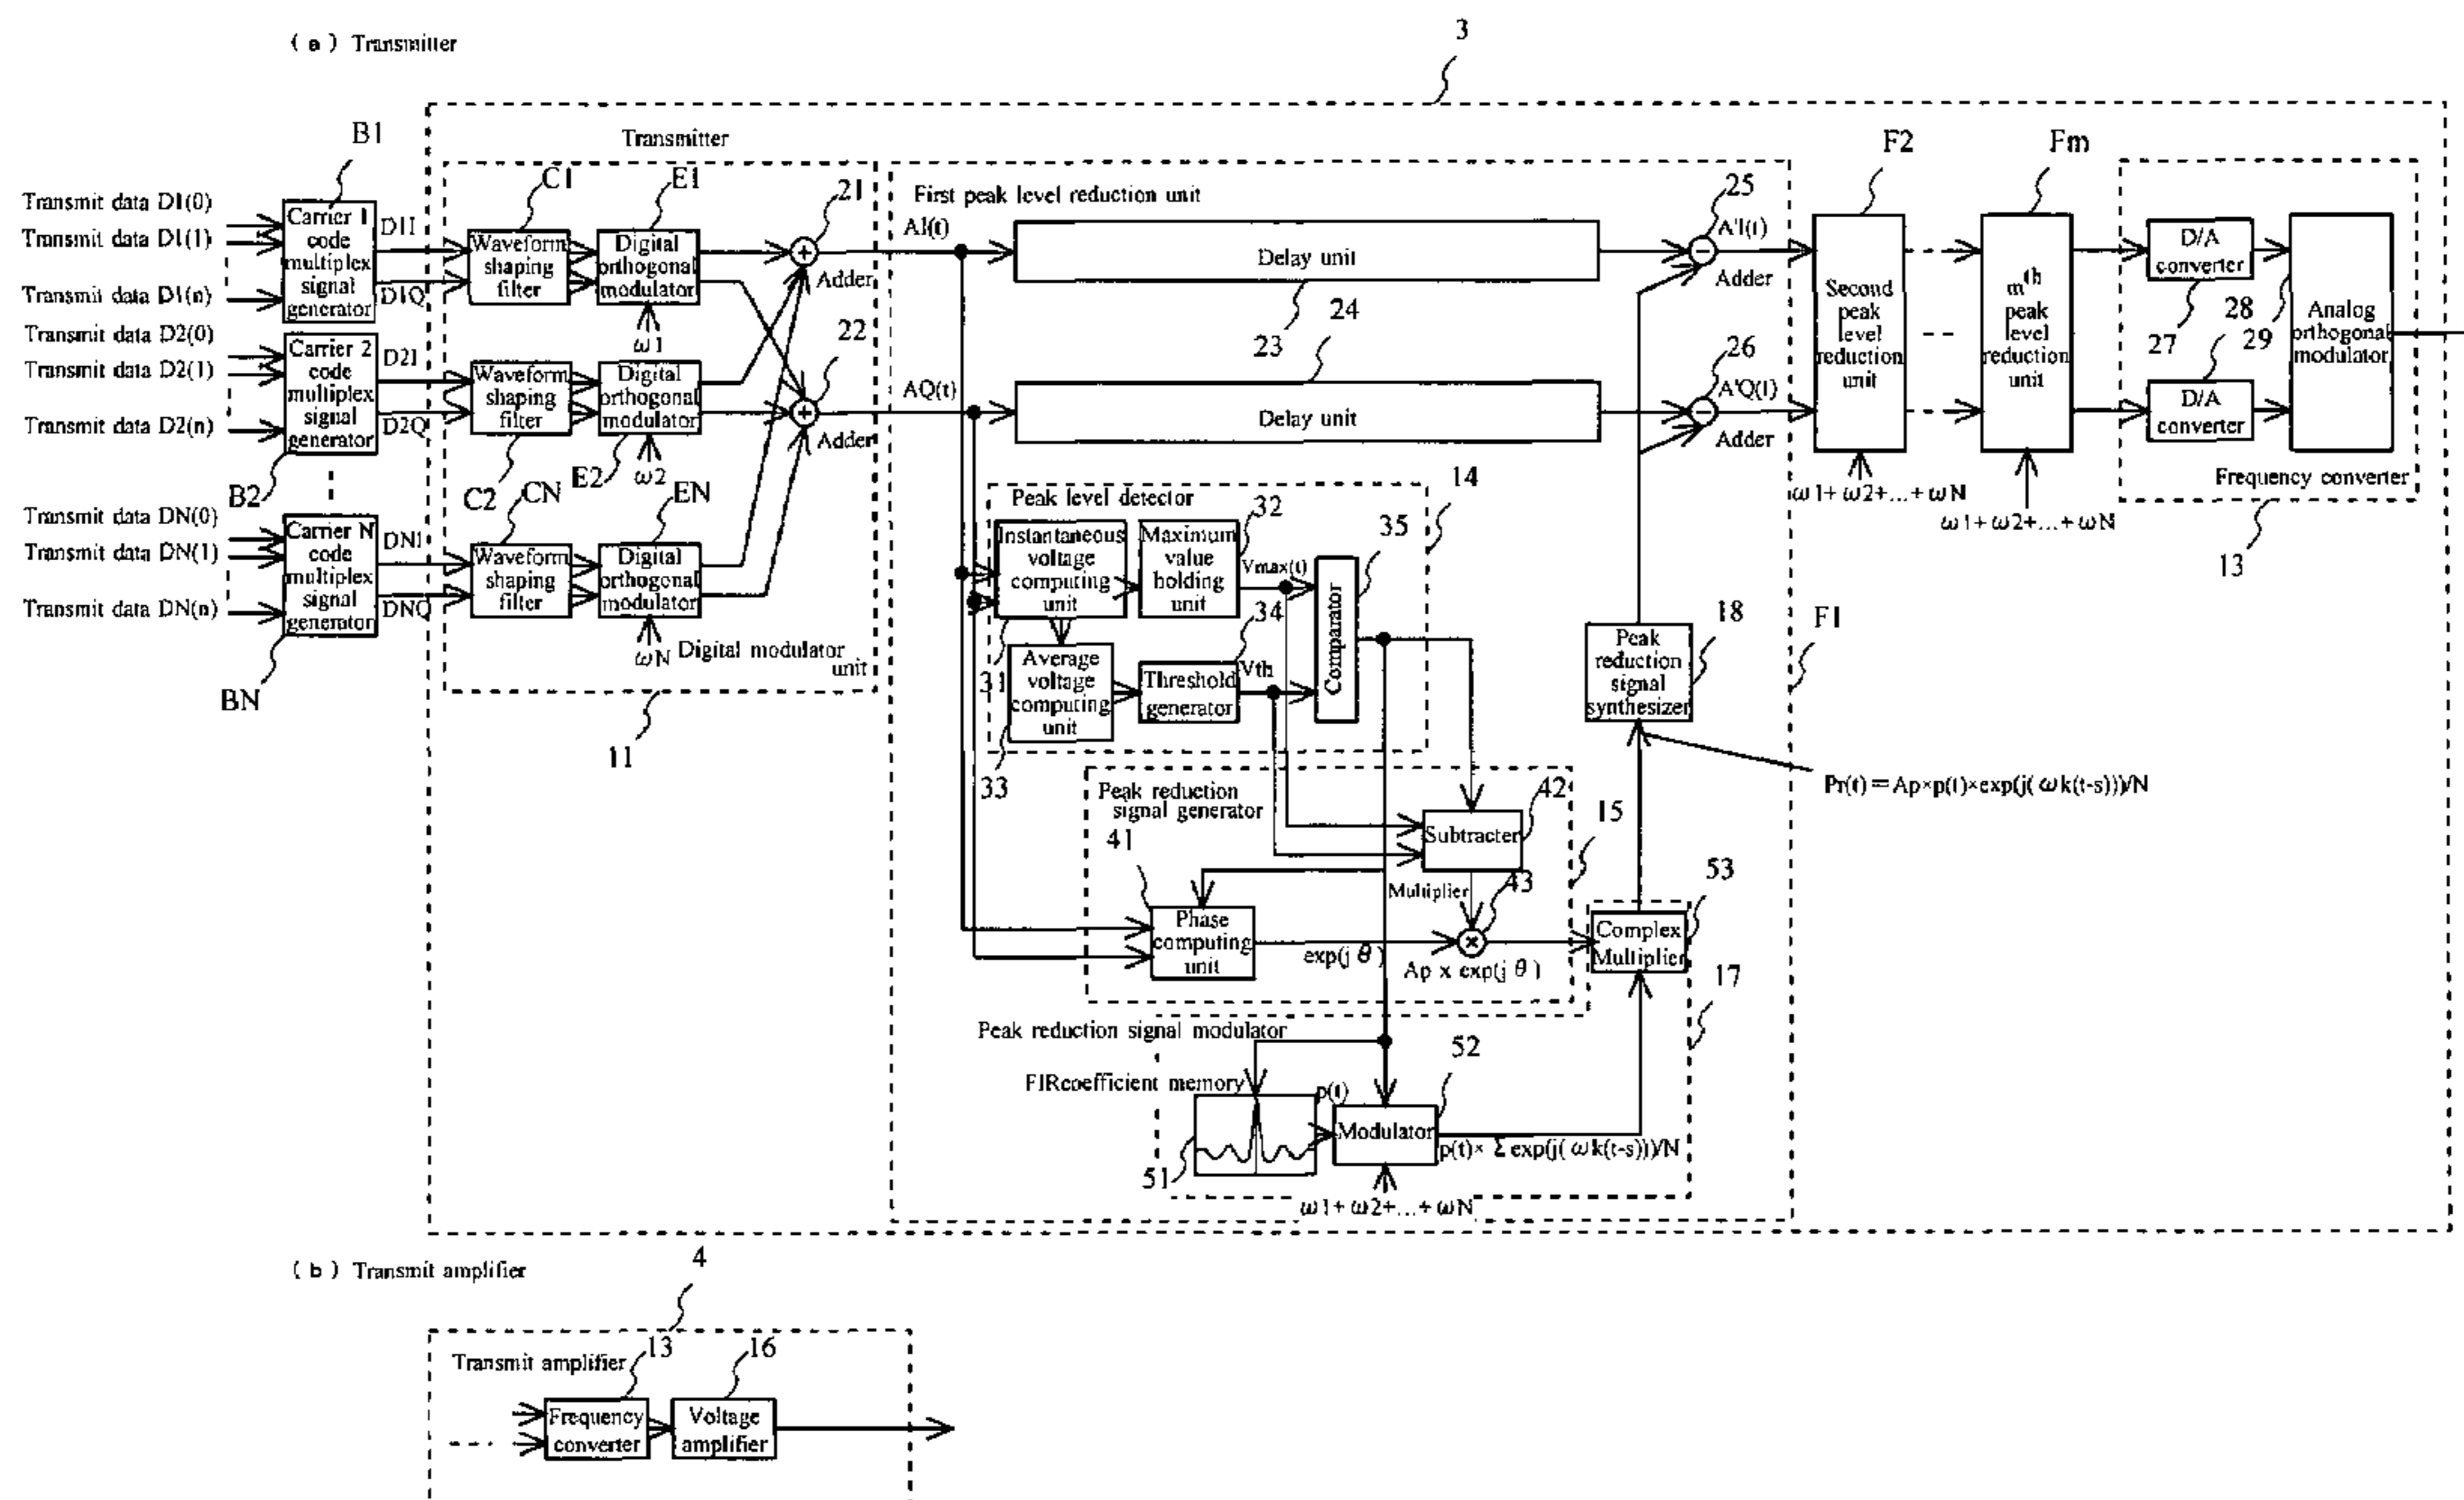 ( a ) Transmitter
3
B1
Transmitter
F2
Fm
Transmit data D1(0)
Transmit data D1(1)
Transmit data D1(n)
Carrier 1
code
multiplex
signal
generator
D1I
D1Q
C1
Waveform
shaping
filter
E1
Digital
orthogonal
modulator
ω1
21
Adder
First peak level reduction unit
AI(t)
Delay unit
23
25
A'I(t)
Adder
Second
peak
level
reduction
unit
ω1+ω2+...+ωN
mth
peak
level
reduction
unit
ω1+ω2+...+ωN
D/A
converter
27
28
29
Analog
orthogonal
modulator
D/A
converter
Frequency converter
13
Transmit data D2(0)
Transmit data D2(1)
Transmit data D2(n)
Carrier 2
code
multiplex
signal
generator
B2
D2I
D2Q
Waveform
shaping
filter
C2
Digital
orthogonal
modulator
E2
ω2
22
Adder
AQ(t)
24
Delay unit
26
A'Q(t)
Adder
Transmit data DN(0)
Transmit data DN(1)
Transmit data DN(n)
Carrier N
code
multiplex
signal
generator
BN
DNI
DNQ
CN
Waveform
shaping
filter
EN
Digital
orthogonal
modulator
ωN
Digital modulator
unit
11
Peak level detector
14
Instantaneous
voltage
computing
unit
31
Maximum
value
holding
unit
32
Vmax(t)
35
Comparator
Average
voltage
computing
unit
33
34
Threshold
generator
Vth
Peak
reduction
signal
synthesizer
18
F1
Pr(t)=Ap×p(t)×exp(j(ωk(t-s)))/N
Peak reduction
signal generator
15
41
Phase
computing
unit
exp(jθ)
42
Subtracter
Multiplier
43
Ap x exp(jθ)
53
Complex
Multiplier
17
Peak reduction signal modulator
FIRcoefficient memory
51
p(t)
52
Modulator
p(t)× Σexp(j(ωk(t-s)))/N
ω1+ω2+...+ωN
( b ) Transmit amplifier
4
Transmit amplifier
13
Frequency
converter
16
Voltage
amplifier